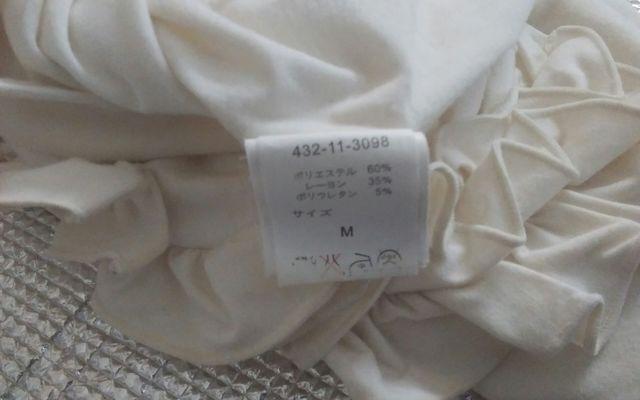 432-11-3098
ポリエステル 60%
レーヨン 35%
ポリウレタン 5%
サイズ
M